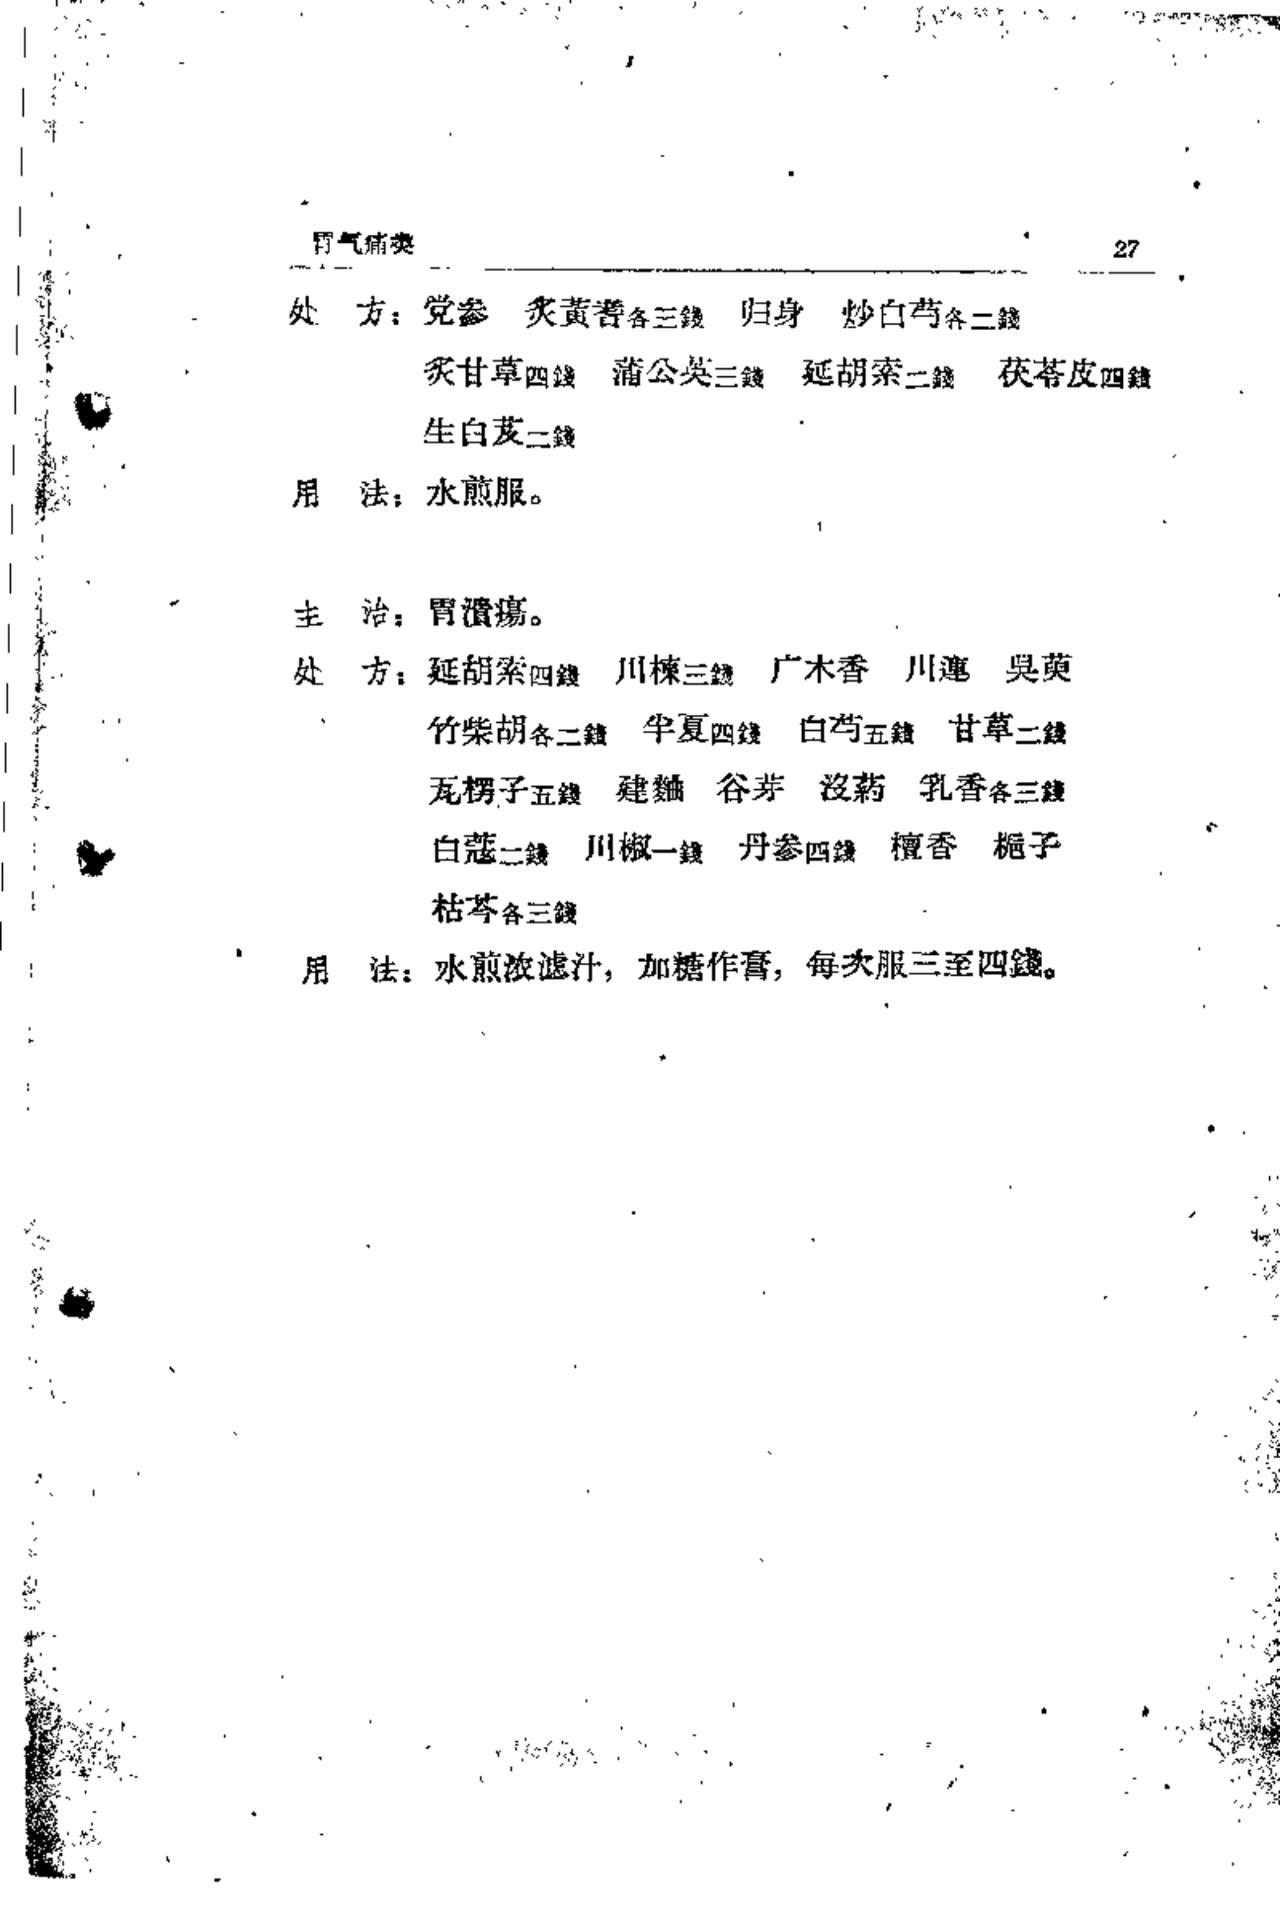 胃气痛类 27
处 方：党参 炙黃耆各三錢 归身 炒白芍各二錢
炙甘草四錢 蒲公英三錢 延胡索二錢 茯苓皮四錢
生白芨二錢
用 法：水煎服。
主 治：胃潰瘍。
处 方：延胡索四錢 川楝三錢 广木香 川連 吳萸
竹柴胡各二錢 半夏四錢 白芍五錢 甘草二錢
瓦楞子五錢 建麯 谷芽 沒葯 乳香各三錢
白蔻二錢 川椒一錢 丹参四錢 檀香 梔子
枯芩各三錢
用 法：水煎浓滤汁，加糖作膏，每次服三至四錢。